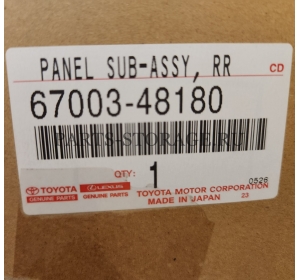 PANEL SUB-ASSY, RR
CD
67003-48180
PARTS-STORAGE.RU
QTY: 1
0526
TOYOTA LEXUS TOYOTA MOTOR CORPORATION
GENUINE PARTS GENUINE PARTS MADE IN JAPAN 23